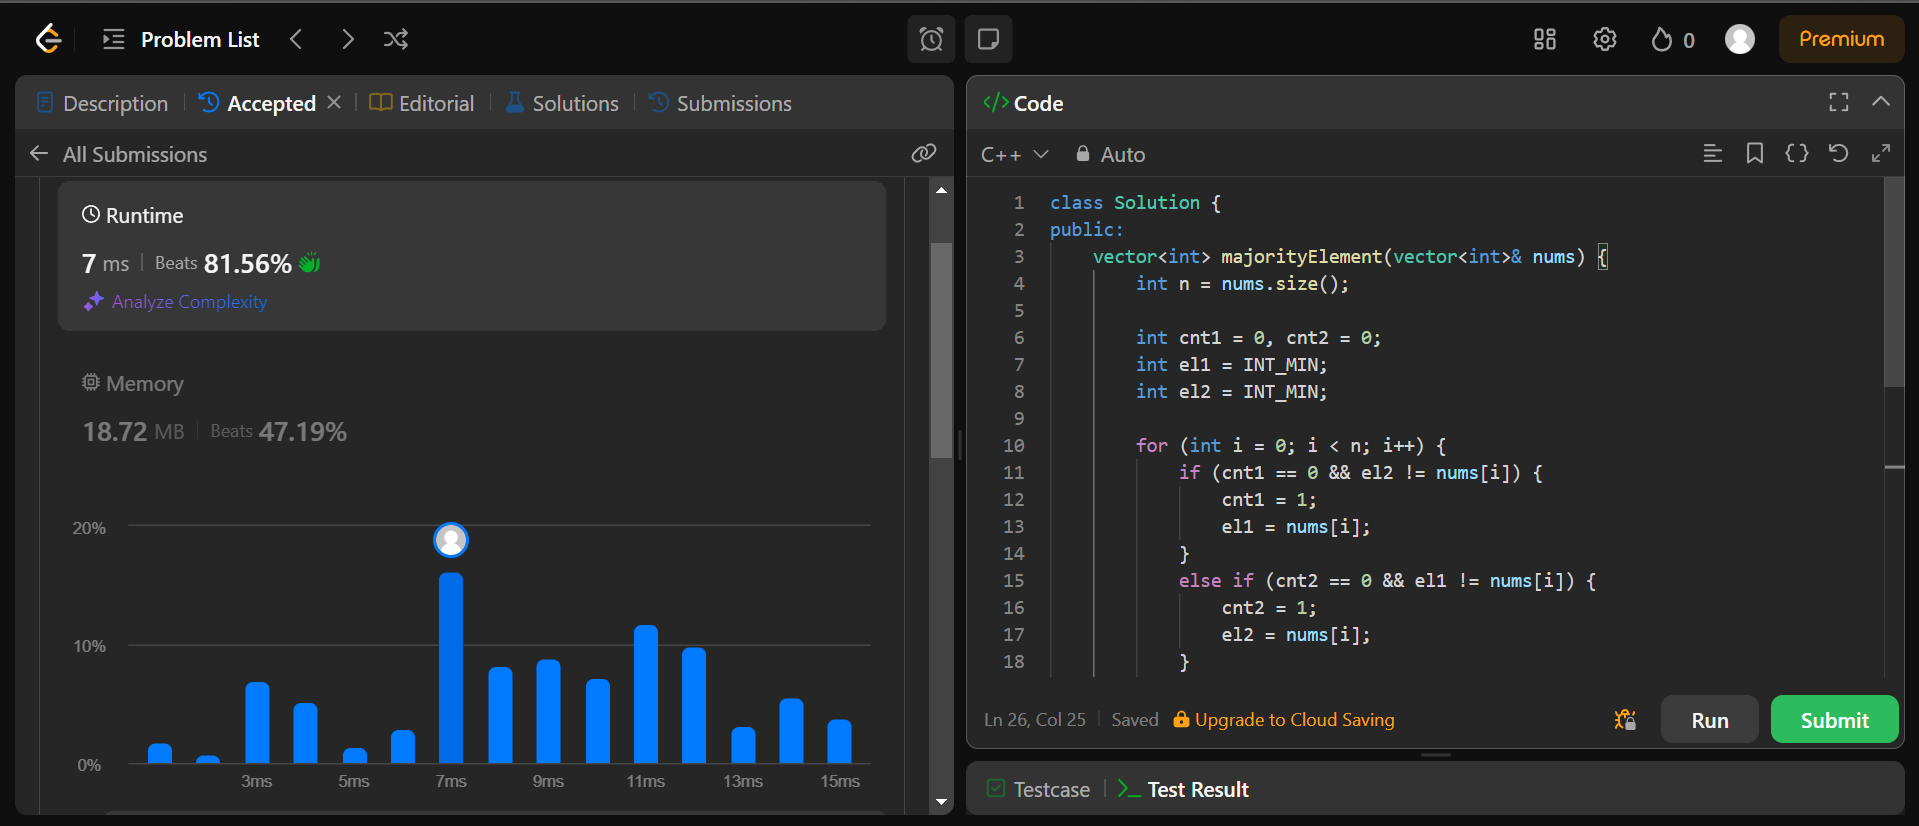 Problem List
0
Premium
Description
Accepted
Editorial
Solutions
Submissions
All Submissions
Runtime
7 ms
Beats 81.56%
Analyze Complexity
Memory
18.72 MB
Beats 47.19%
20%
10%
0%
3ms 5ms 7ms 9ms 11ms 13ms 15ms
</> Code
C++
Auto
1 class Solution {
2 public:
3 vector<int> majorityElement(vector<int>& nums) {
4 int n = nums.size();
5
6 int cnt1 = 0, cnt2 = 0;
7 int el1 = INT_MIN;
8 int el2 = INT_MIN;
9
10 for (int i = 0; i < n; i++) {
11 if (cnt1 == 0 && el2 != nums[i]) {
12 cnt1 = 1;
13 el1 = nums[i];
14 }
15 else if (cnt2 == 0 && el1 != nums[i]) {
16 cnt2 = 1;
17 el2 = nums[i];
18 }
Ln 26, Col 25
Saved
Upgrade to Cloud Saving
Run
Submit
Testcase
Test Result